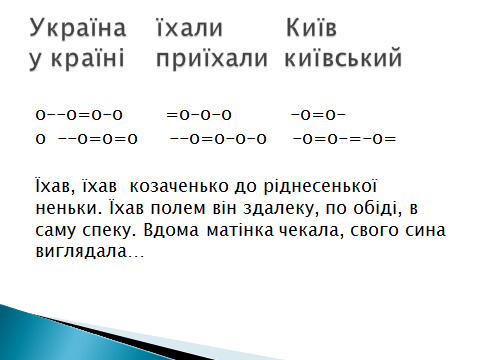 Україна їхали Київ
у країні приїхали київський
о--о=о-о =о-о-о -о=о-
о --о=о=о --о=о-о-о -о=о-=-о=
Їхав, їхав козаченько до ріднесенької
неньки. Їхав полем він здалеку, по обіді, в
саму спеку. Вдома матінка чекала, свого сина
виглядала…